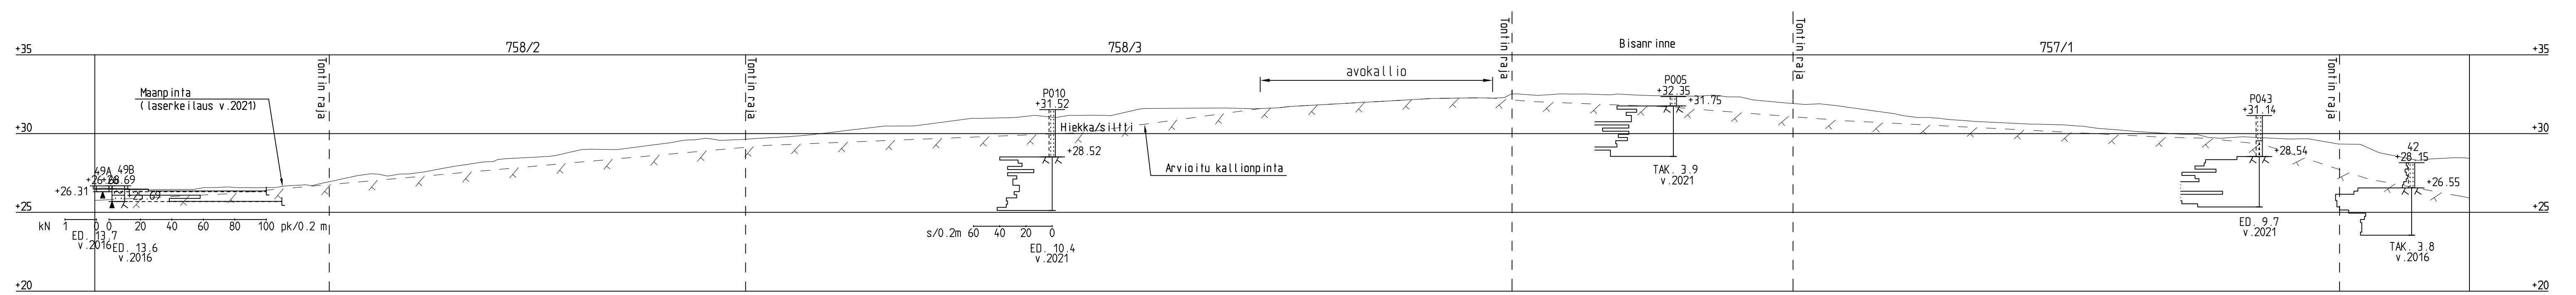 +35
758/2
758/3
Bisanrinne
757/1
+35
Tontin raja
Tontin raja
Tontin raja
Tontin raja
Tontin raja
Maanpinta
(laserkeilaus v.2021)
avokallio
P010
+31.52
P005
+32.35
+31.75
P043
+31.14
+30
Hiekka/siltti
+30
+28.52
+28.54
42
+28.15
Arvioitu kallionpinta
TAK. 3.9
v.2021
49A
49B
+26.69
+26.31
+25.69
+26.55
+25
+25
kN
1
0
0
20
40
60
80
100
pk/0.2 m
ED. 13.7
v.2016
ED. 13.6
v.2016
s/0.2m
60
40
20
0
ED. 10.4
v.2021
ED. 9.7
v.2021
TAK. 3.8
v.2016
+20
+20